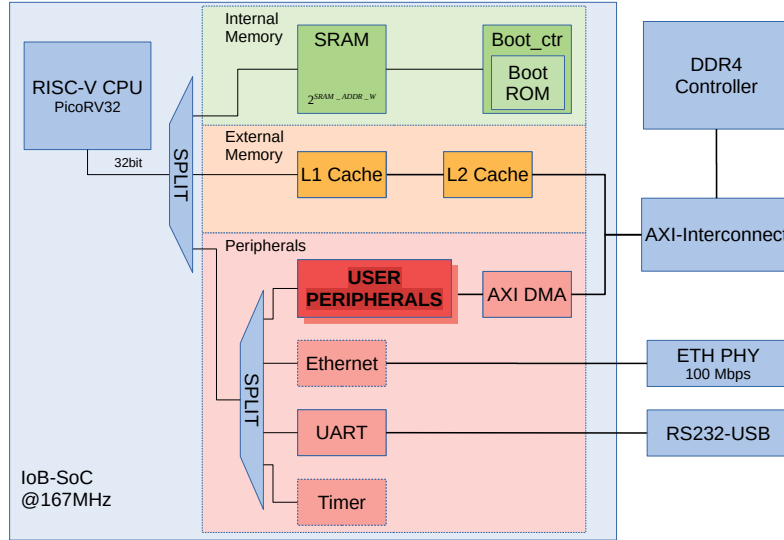 Internal
Memory
SRAM
2^SRAM_ADDR_W
Boot_ctr
Boot
ROM
RISC-V CPU
PicoRV32
32bit
SPLIT
External
Memory
L1 Cache
L2 Cache
DDR4
Controller
AXI-Interconnect
Peripherals
USER
PERIPHERALS
AXI DMA
SPLIT
Ethernet
ETH PHY
100 Mbps
UART
RS232-USB
Timer
IoB-SoC
@167MHz